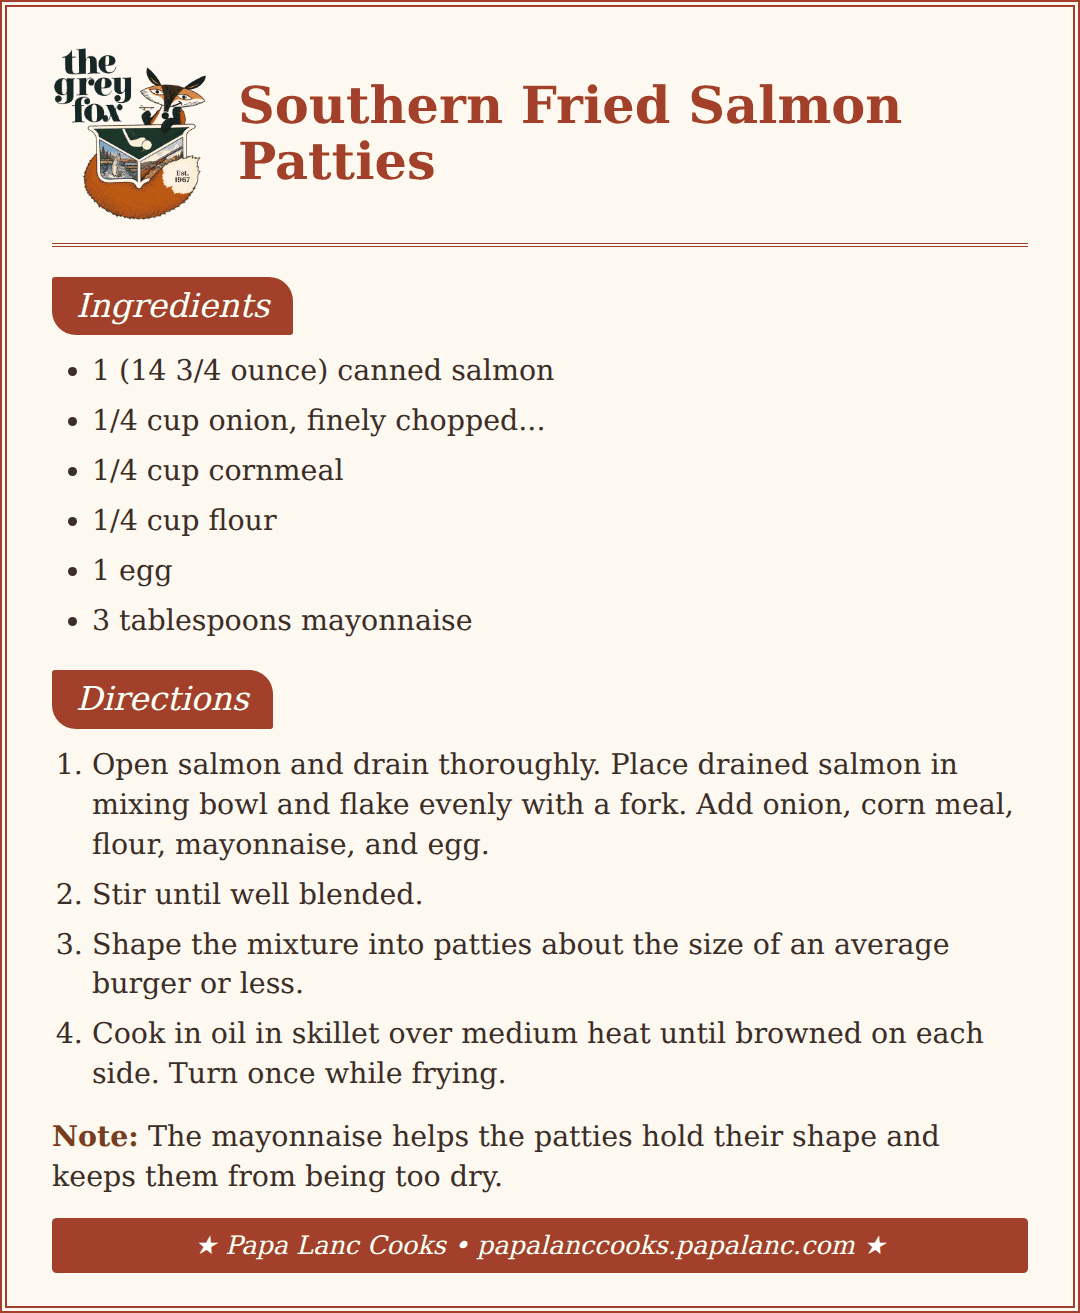 the
grey
fox
Est.
1967
Southern Fried Salmon
Patties
Ingredients
• 1 (14 3/4 ounce) canned salmon
• 1/4 cup onion, finely chopped...
• 1/4 cup cornmeal
• 1/4 cup flour
• 1 egg
• 3 tablespoons mayonnaise
Directions
1. Open salmon and drain thoroughly. Place drained salmon in
mixing bowl and flake evenly with a fork. Add onion, corn meal,
flour, mayonnaise, and egg.
2. Stir until well blended.
3. Shape the mixture into patties about the size of an average
burger or less.
4. Cook in oil in skillet over medium heat until browned on each
side. Turn once while frying.
Note: The mayonnaise helps the patties hold their shape and
keeps them from being too dry.
★ Papa Lanc Cooks • papalanccooks.papalanc.com ★